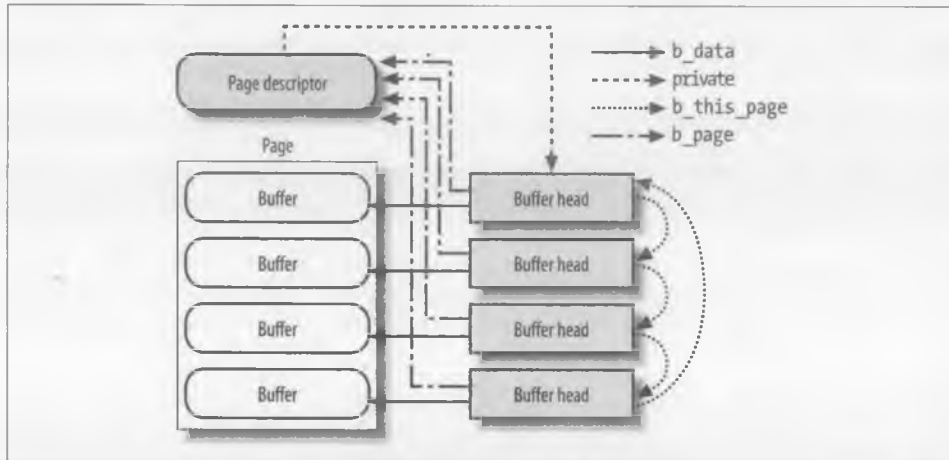 b_data
Page descriptor
private
b_this_page
b_page
Page
Buffer
Buffer head
Buffer
Buffer head
Buffer
Buffer head
Buffer
Buffer head